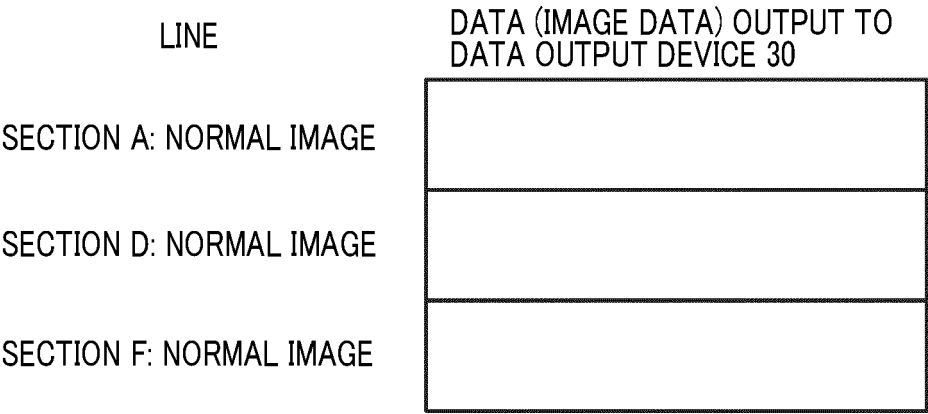 LINE
DATA (IMAGE DATA) OUTPUT TO
DATA OUTPUT DEVICE 30
SECTION A: NORMAL IMAGE
SECTION D: NORMAL IMAGE
SECTION F: NORMAL IMAGE